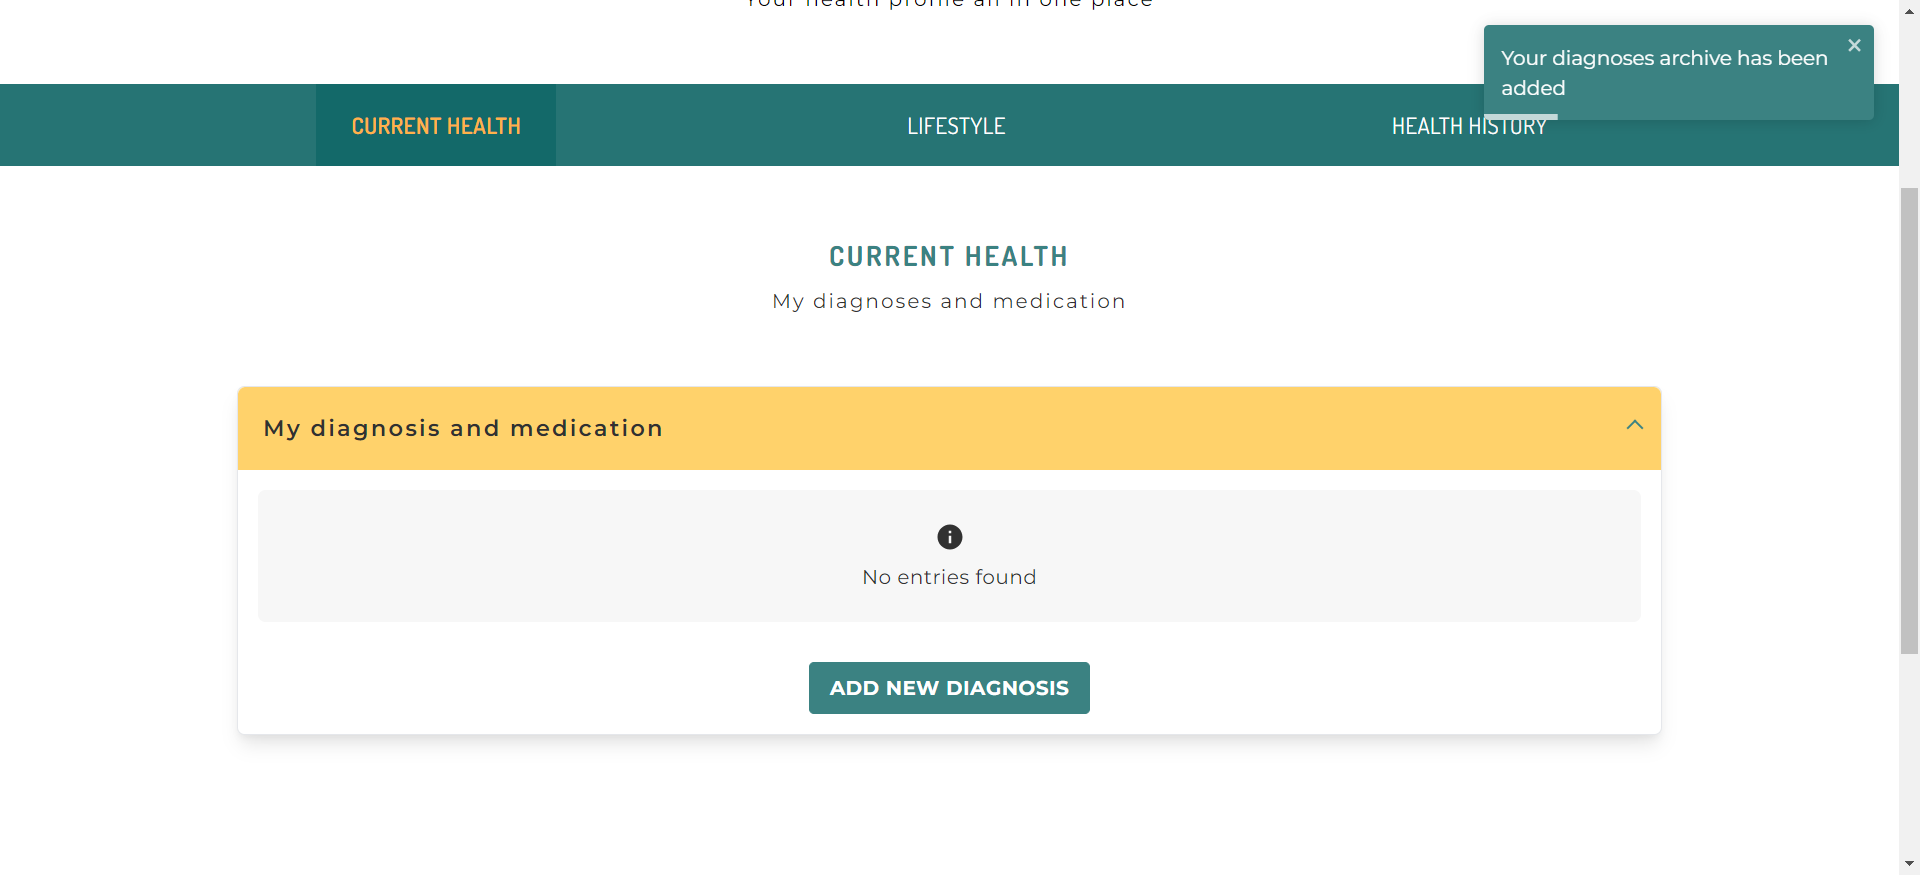 Your health profile all in one place
Your diagnoses archive has been
added
CURRENT HEALTH
LIFESTYLE
HEALTH HISTORY
CURRENT HEALTH
My diagnoses and medication
My diagnosis and medication
No entries found
ADD NEW DIAGNOSIS